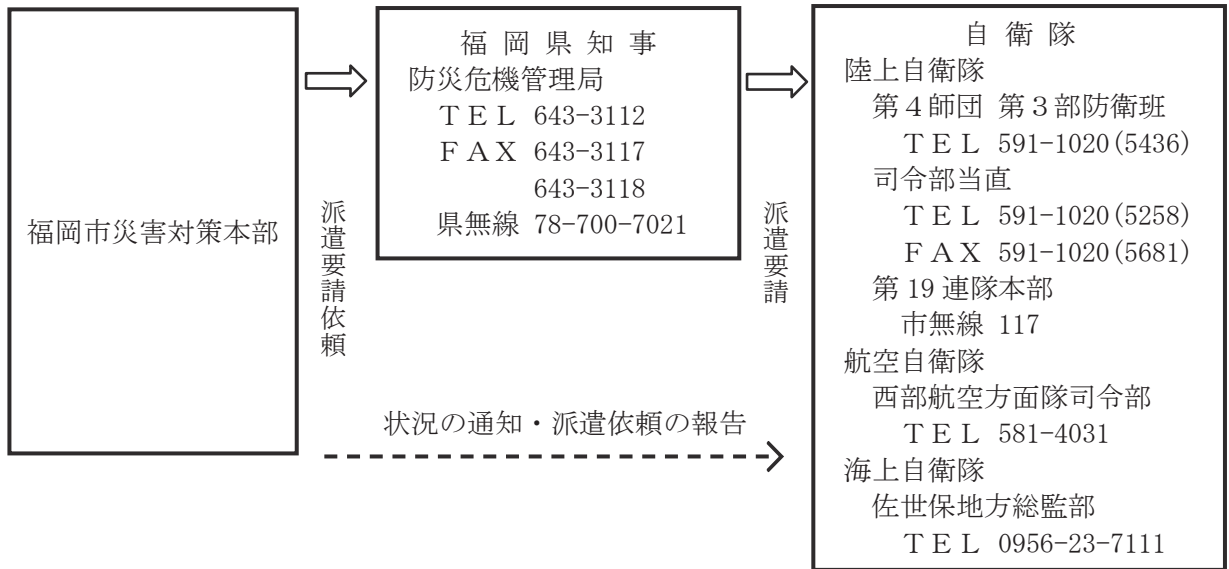 福岡市災害対策本部
派遣要請依頼
福岡県知事
防災危機管理局
ＴＥＬ 643-3112
ＦＡＸ 643-3117
643-3118
県無線 78-700-7021
派遣要請
状況の通知・派遣依頼の報告
自衛隊
陸上自衛隊
第４師団 第３部防衛班
ＴＥＬ 591-1020(5436)
司令部当直
ＴＥＬ 591-1020(5258)
ＦＡＸ 591-1020(5681)
第 19 連隊本部
市無線 117
航空自衛隊
西部航空方面隊司令部
ＴＥＬ 581-4031
海上自衛隊
佐世保地方総監部
ＴＥＬ 0956-23-7111